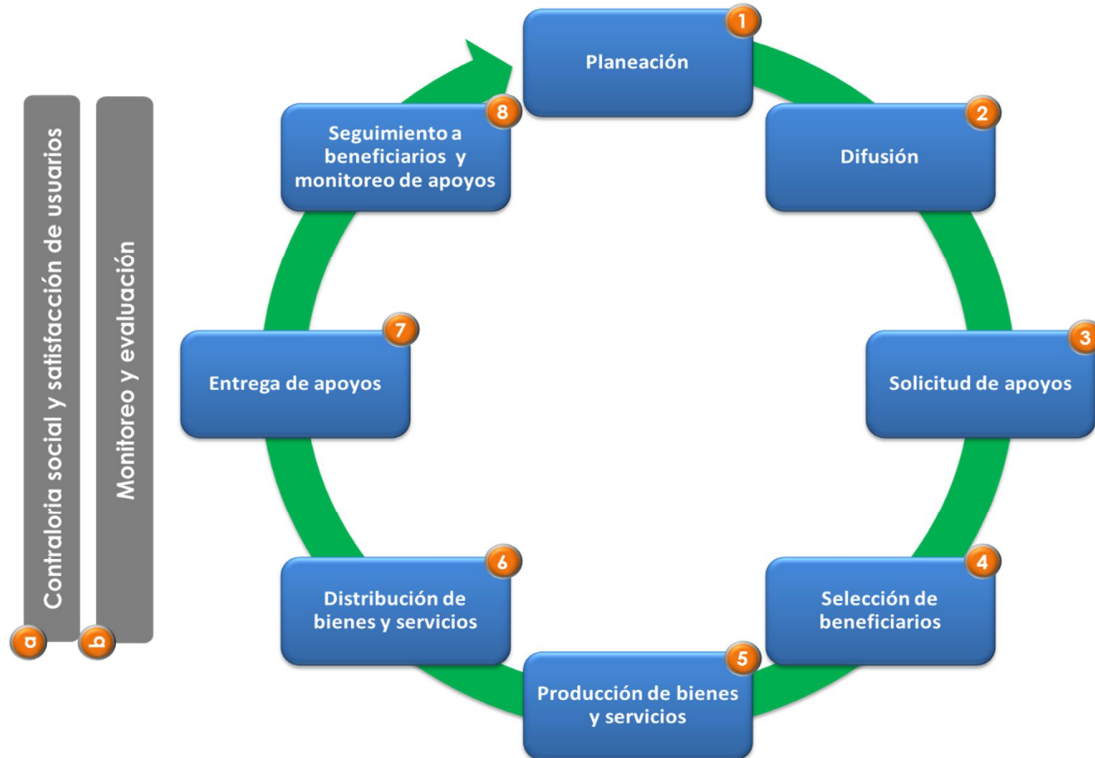 1
Planeación
2
Difusión
3
Solicitud de apoyos
4
Selección de
beneficiarios
5
Producción de bienes
y servicios
6
Distribución de
bienes y servicios
7
Entrega de apoyos
8
Seguimiento a
beneficiarios y
monitoreo de apoyos
a
Contraloria social y satisfacción de usuarios
b
Monitoreo y evaluación